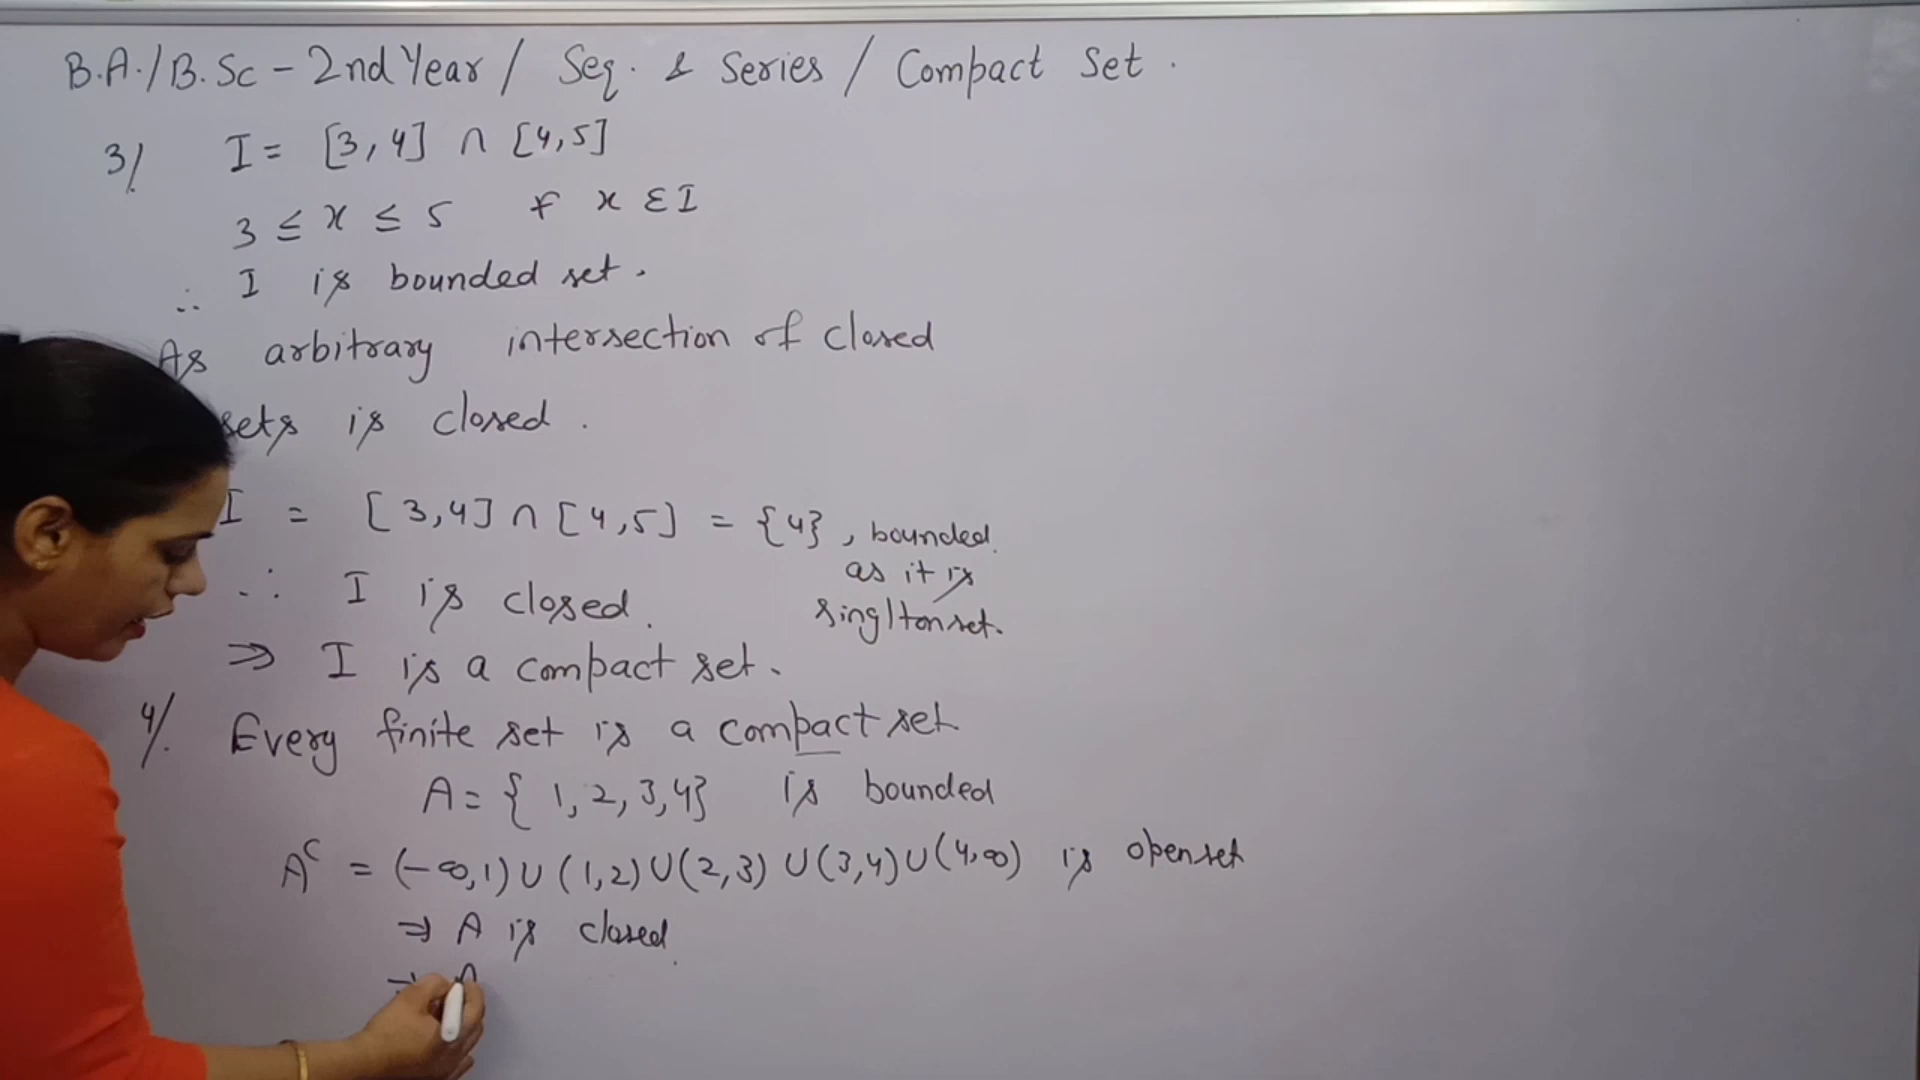 B.A./B.Sc - 2nd Year / Seq. & Series / Compact Set.
3/. I = [3,4] ∩ [4,5]
3 ≤ x ≤ 5 ∀ x ∈ I
∴ I is bounded set.
As arbitrary intersection of closed
sets is closed.
I = [3,4] ∩ [4,5] = {4}, bounded.
as it is
∴ I is closed.
singlton set.
⇒ I is a compact set.
4/. Every finite set is a compact set
A = { 1, 2, 3, 4} is bounded
Aᶜ = (-∞,1) ∪ (1,2) ∪ (2,3) ∪ (3,4) ∪ (4,∞) is open set
⇒ A is closed.
⇒ A